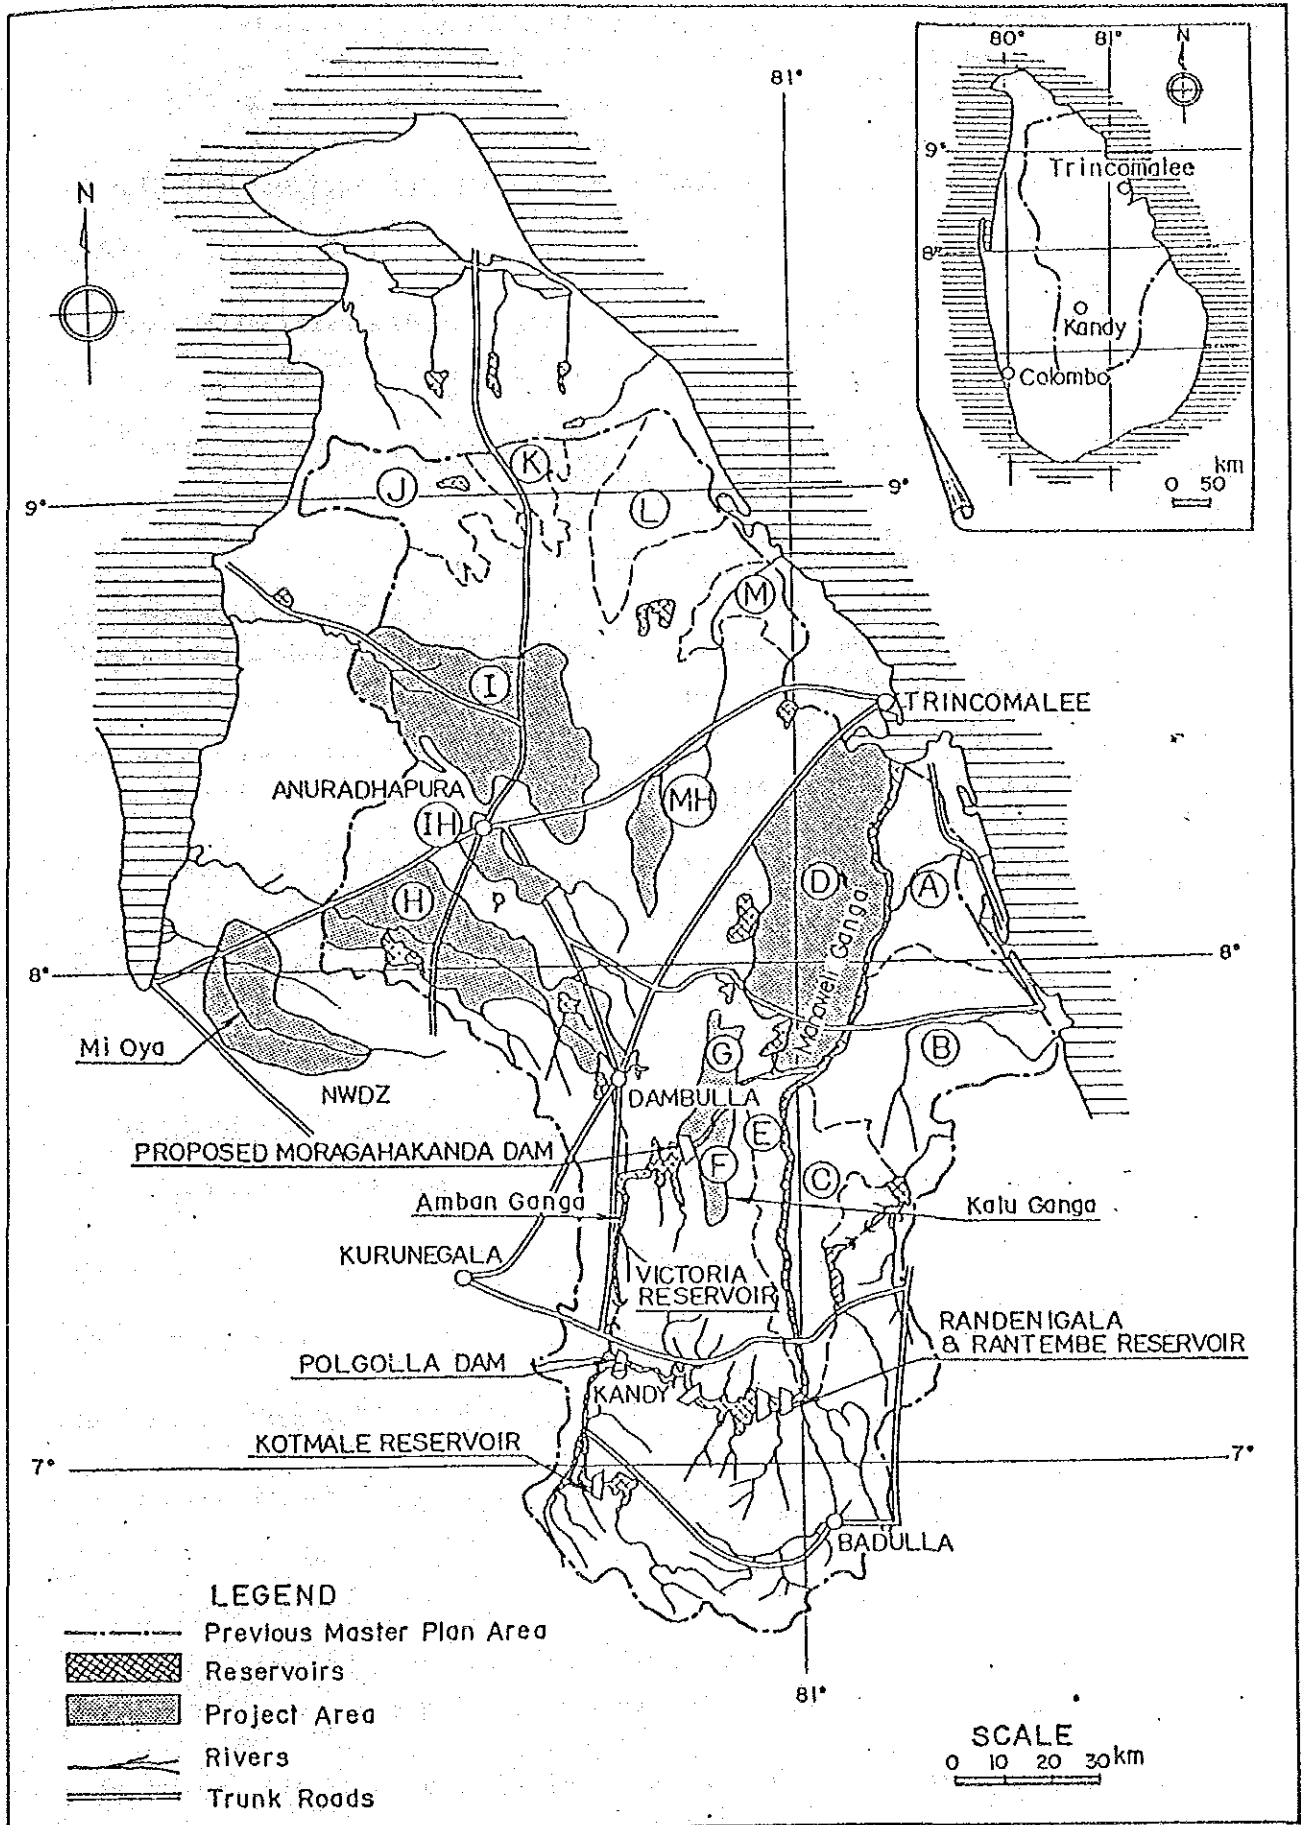 80° 81° N
9°
Trincomalee
8°
Kandy
Colombo
km
0 50
81°
N
K
J
9° 9°
L
M
I
TRINCOMALEE
ANURADHAPURA
MH
IH
D
A
H
Mahaweli Ganga
8° 8°
Mi Oya
G
B
NWDZ
DAMBULLA
E
PROPOSED MORAGAHAKANDA DAM
F
C
Amban Ganga
Kalu Ganga
KURUNEGALA
VICTORIA
RESERVOIR
RANDENIGALA
& RANTEMBE RESERVOIR
POLGOLLA DAM
KANDY
KOTMALE RESERVOIR
7° 7°
BADULLA
LEGEND
Previous Master Plan Area
Reservoirs
Project Area
Rivers
Trunk Roads
81°
SCALE
0 10 20 30 km